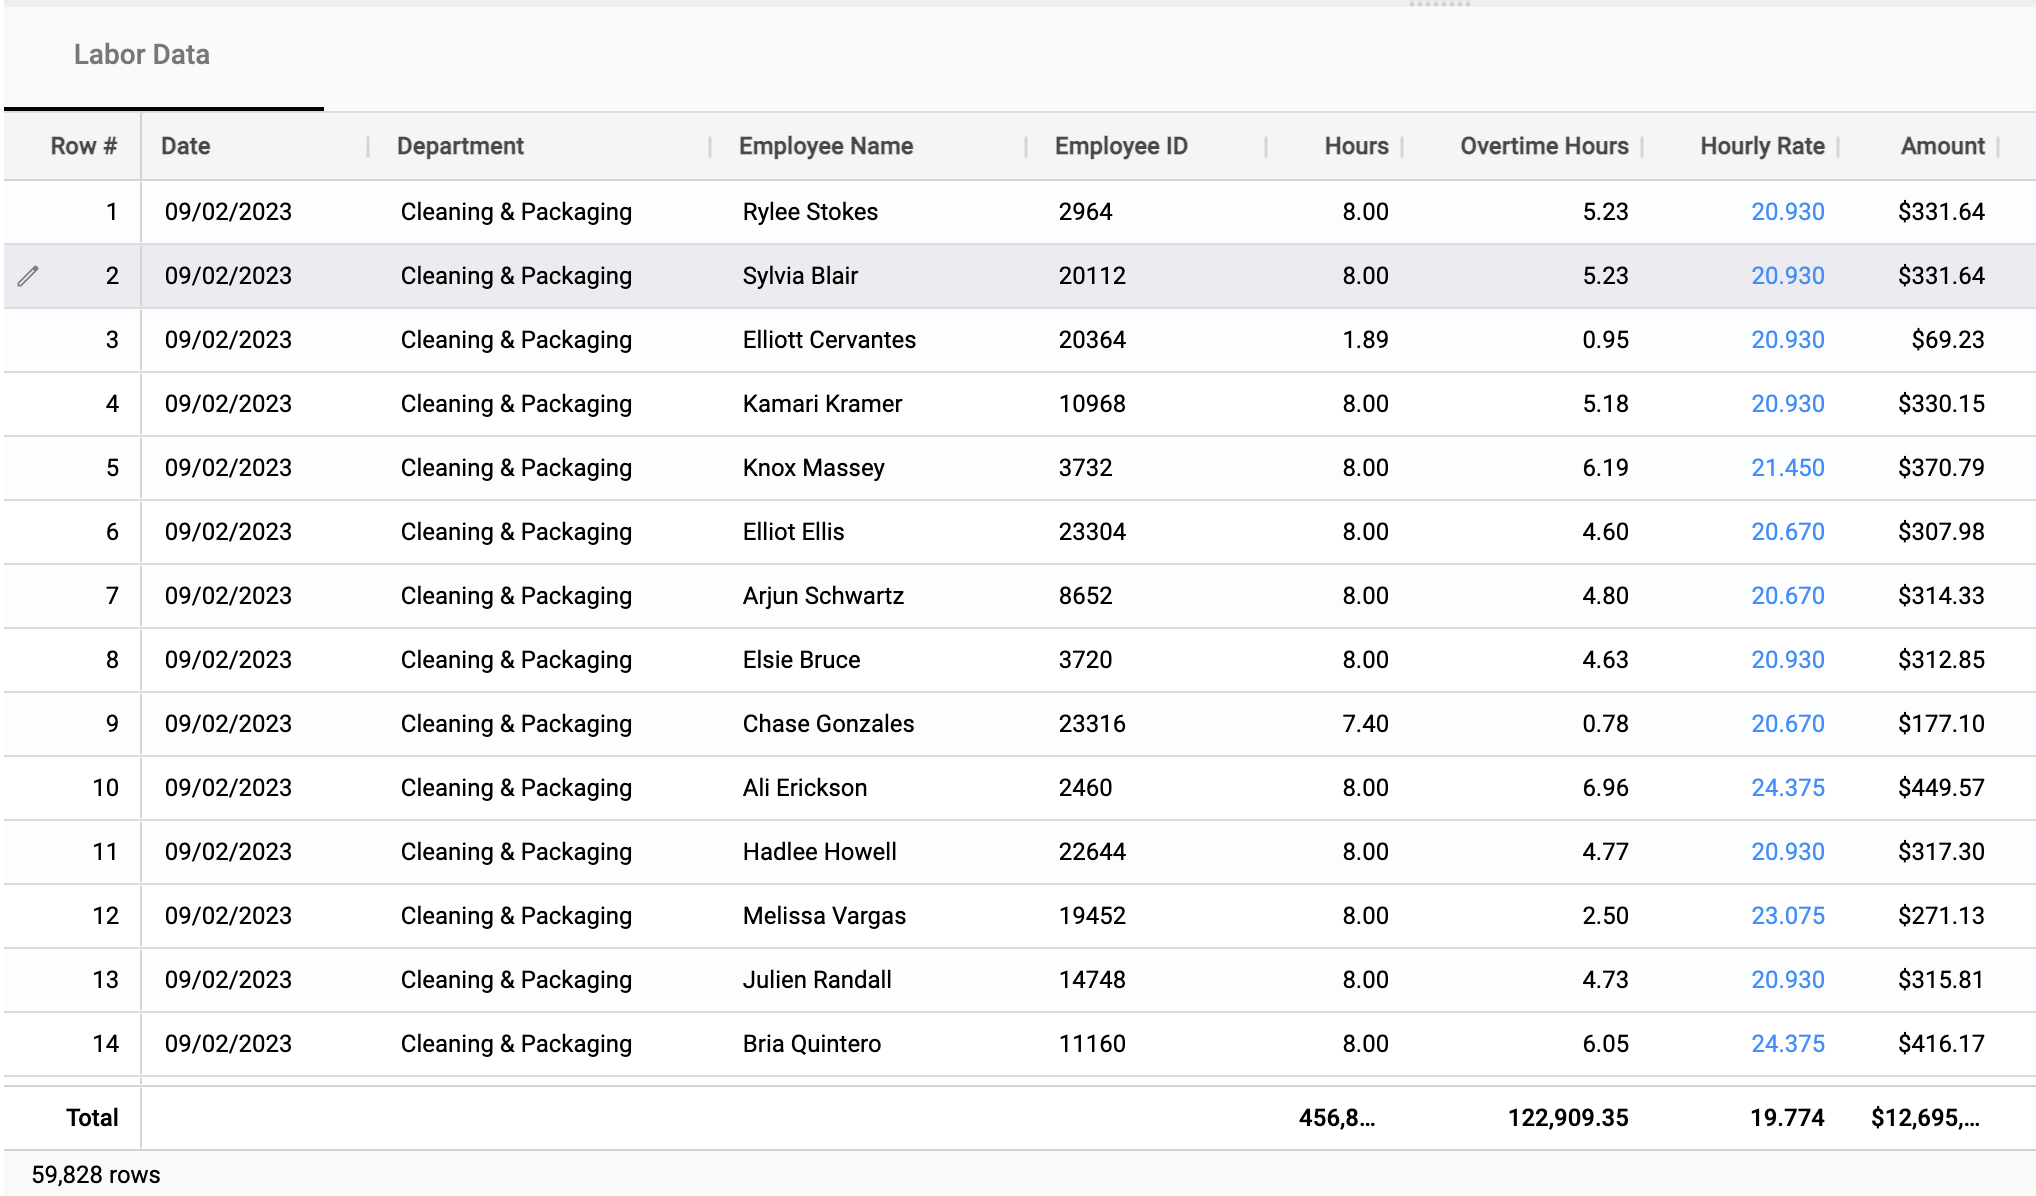 Labor Data
Row # Date Department Employee Name Employee ID Hours Overtime Hours Hourly Rate Amount
1 09/02/2023 Cleaning & Packaging Rylee Stokes 2964 8.00 5.23 20.930 $331.64
2 09/02/2023 Cleaning & Packaging Sylvia Blair 20112 8.00 5.23 20.930 $331.64
3 09/02/2023 Cleaning & Packaging Elliott Cervantes 20364 1.89 0.95 20.930 $69.23
4 09/02/2023 Cleaning & Packaging Kamari Kramer 10968 8.00 5.18 20.930 $330.15
5 09/02/2023 Cleaning & Packaging Knox Massey 3732 8.00 6.19 21.450 $370.79
6 09/02/2023 Cleaning & Packaging Elliot Ellis 23304 8.00 4.60 20.670 $307.98
7 09/02/2023 Cleaning & Packaging Arjun Schwartz 8652 8.00 4.80 20.670 $314.33
8 09/02/2023 Cleaning & Packaging Elsie Bruce 3720 8.00 4.63 20.930 $312.85
9 09/02/2023 Cleaning & Packaging Chase Gonzales 23316 7.40 0.78 20.670 $177.10
10 09/02/2023 Cleaning & Packaging Ali Erickson 2460 8.00 6.96 24.375 $449.57
11 09/02/2023 Cleaning & Packaging Hadlee Howell 22644 8.00 4.77 20.930 $317.30
12 09/02/2023 Cleaning & Packaging Melissa Vargas 19452 8.00 2.50 23.075 $271.13
13 09/02/2023 Cleaning & Packaging Julien Randall 14748 8.00 4.73 20.930 $315.81
14 09/02/2023 Cleaning & Packaging Bria Quintero 11160 8.00 6.05 24.375 $416.17
Total 456,8... 122,909.35 19.774 $12,695,...
59,828 rows